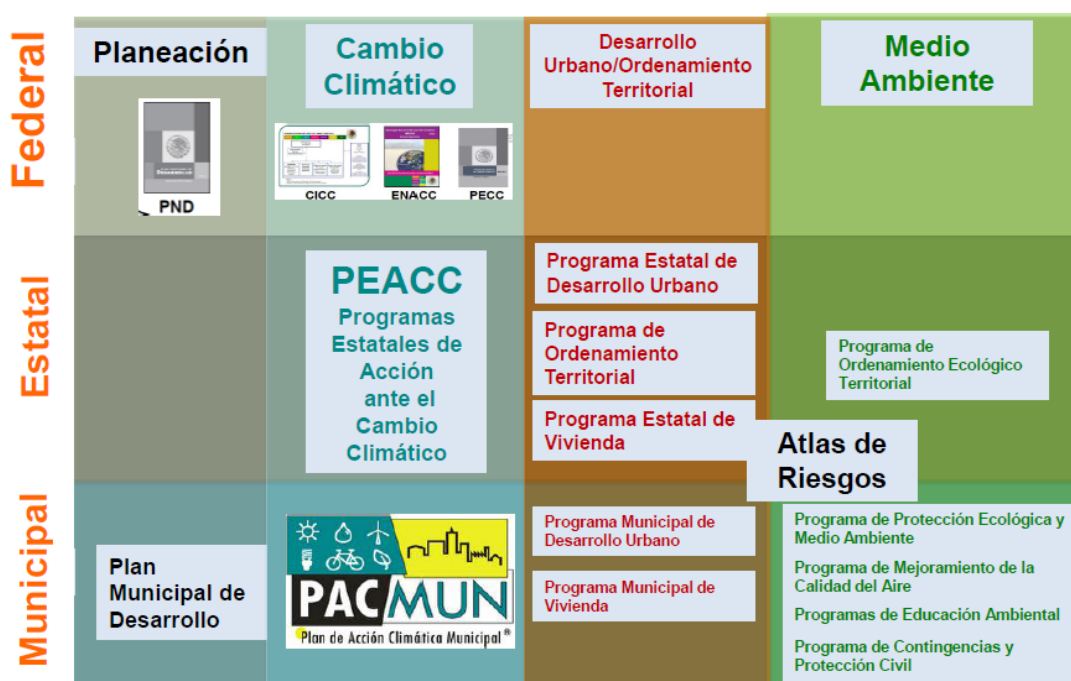 Federal
Planeación
Cambio
Climático
Desarrollo
Urbano/Ordenamiento
Territorial
Medio
Ambiente
PND
CICC
ENACC
PECC
Estatal
PEACC
Programas
Estatales de
Acción
ante el
Cambio
Climático
Programa Estatal de
Desarrollo Urbano
Programa de
Ordenamiento
Territorial
Programa Estatal de
Vivienda
Programa de
Ordenamiento Ecológico
Territorial
Atlas de
Riesgos
Municipal
Plan
Municipal de
Desarrollo
PACMUN
Plan de Acción Climática Municipal®
Programa Municipal de
Desarrollo Urbano
Programa Municipal de
Vivienda
Programa de Protección Ecológica y
Medio Ambiente
Programa de Mejoramiento de la
Calidad del Aire
Programas de Educación Ambiental
Programa de Contingencias y
Protección Civil